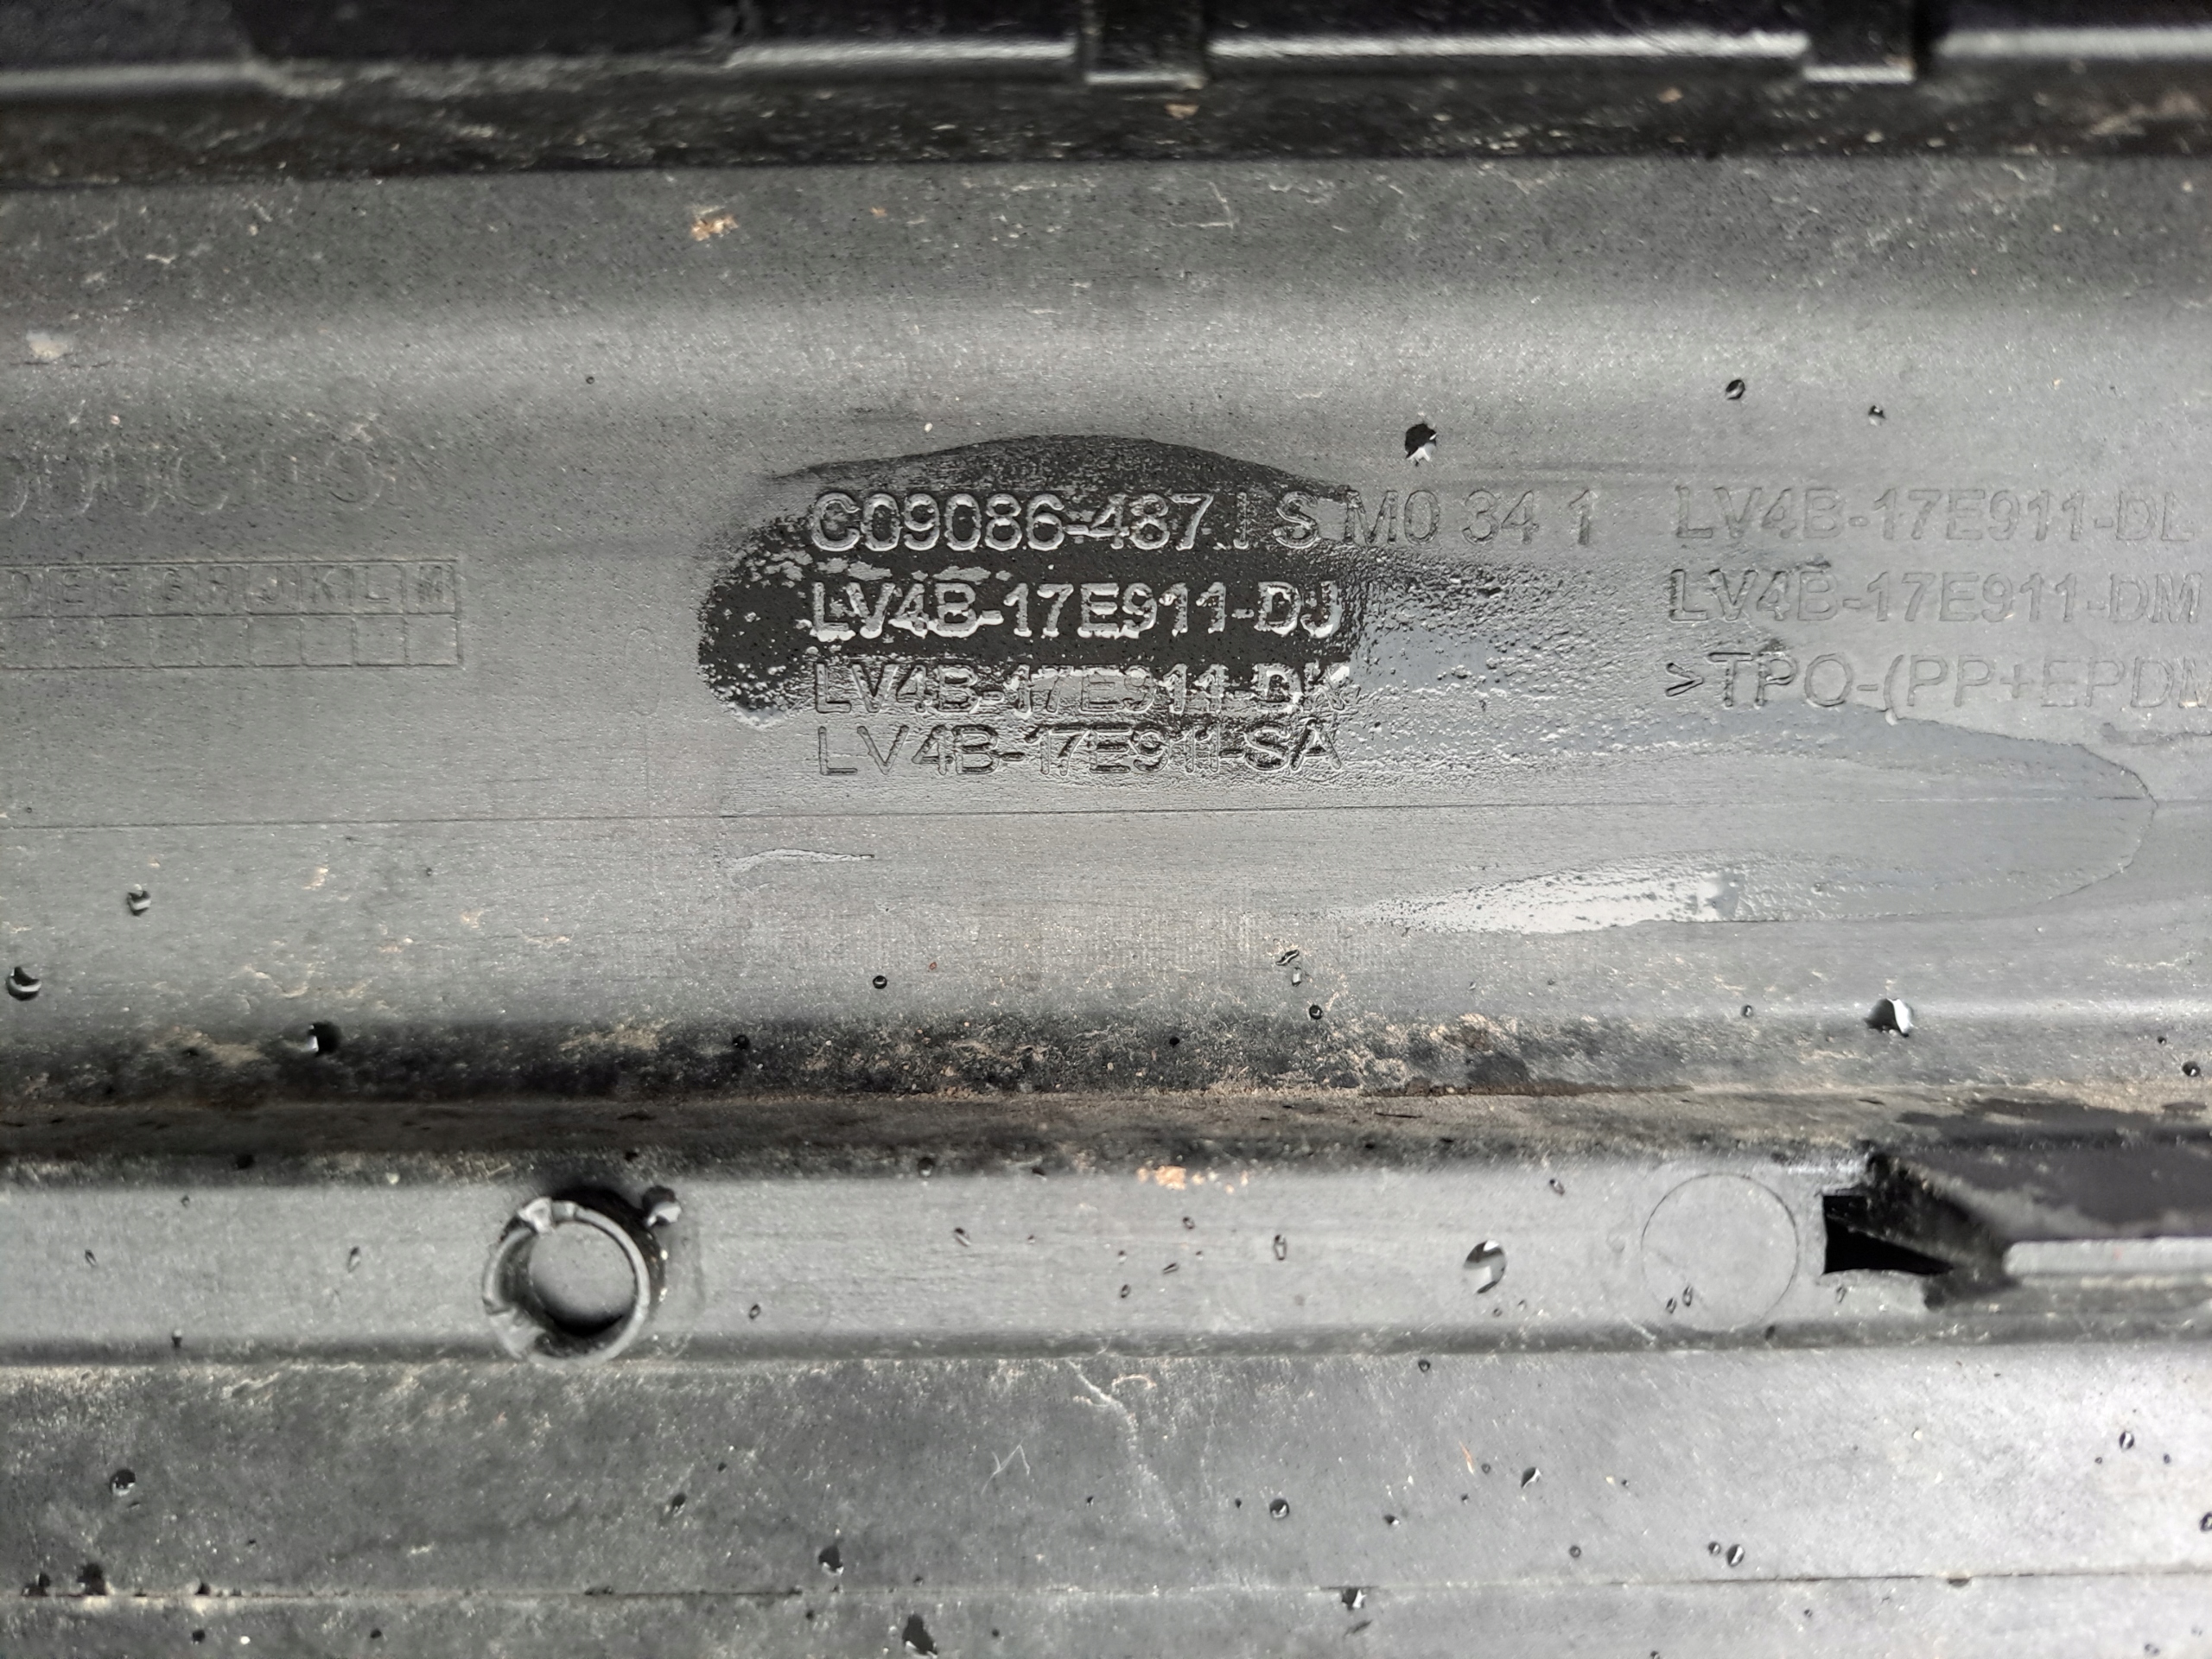 C09086-487 I S M0 34 1
LV4B-17E911-DJ
LV4B-17E911-DK
LV4B-17E911-SA
LV4B-17E911-DL
LV4B-17E911-DM
>TPO-(PP+EPDM
E F G H J K L M